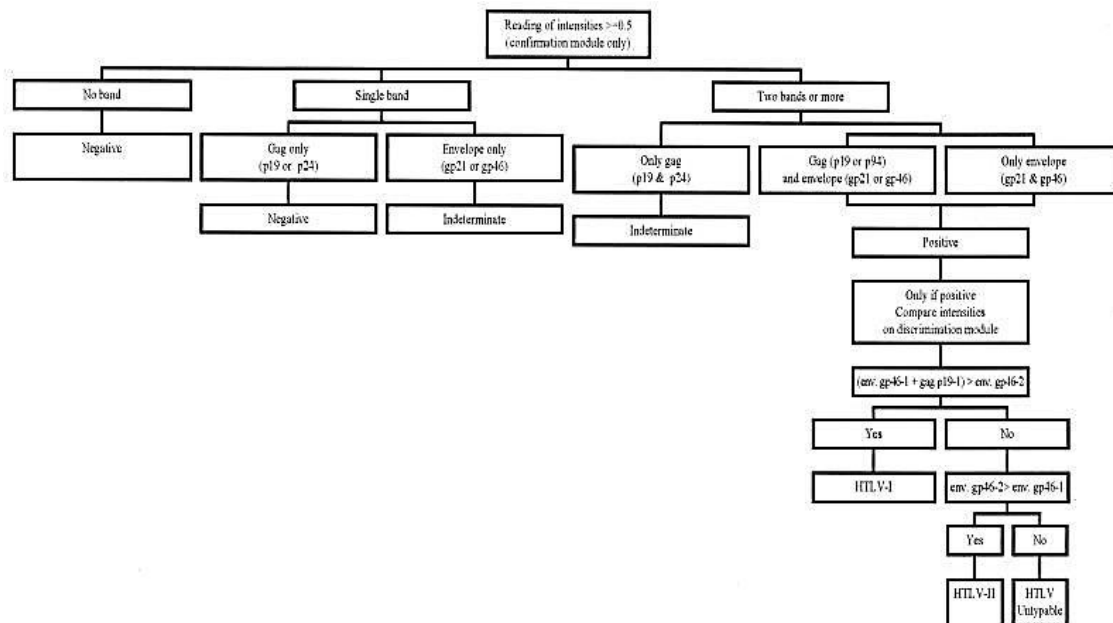 Reading of intensities >=0.5
(confirmation module only)
No band
Single band
Two bands or more
Negative
Gag only
(p19 or p24)
Envelope only
(gp21 or gp46)
Only gag
(p19 & p24)
Gag (p19 or p94)
and envelope (gp21 or gp46)
Only envelope
(gp21 & gp46)
Negative
Indeterminate
Indeterminate
Positive
Only if positive
Compare intensities
on discrimination module
(env. gp46-1 + gag p19-1) > env. gp46-2
Yes
No
HTLV-I
env. gp46-2> env. gp46-1
Yes
No
HTLV-II
HTLV
Untypable